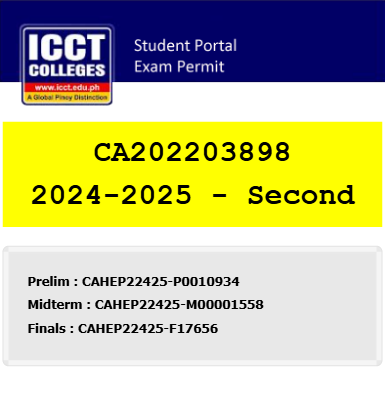 ICCT
COLLEGES
www.icct.edu.ph
A Global Pinoy Distinction
Student Portal
Exam Permit
CA202203898
2024-2025 - Second
Prelim : CAHEP22425-P0010934
Midterm : CAHEP22425-M00001558
Finals : CAHEP22425-F17656